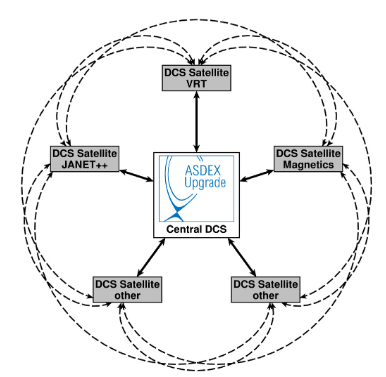 DCS Satellite
VRT
DCS Satellite
JANET++
ASDEX
Upgrade
Central DCS
DCS Satellite
Magnetics
DCS Satellite
other
DCS Satellite
other